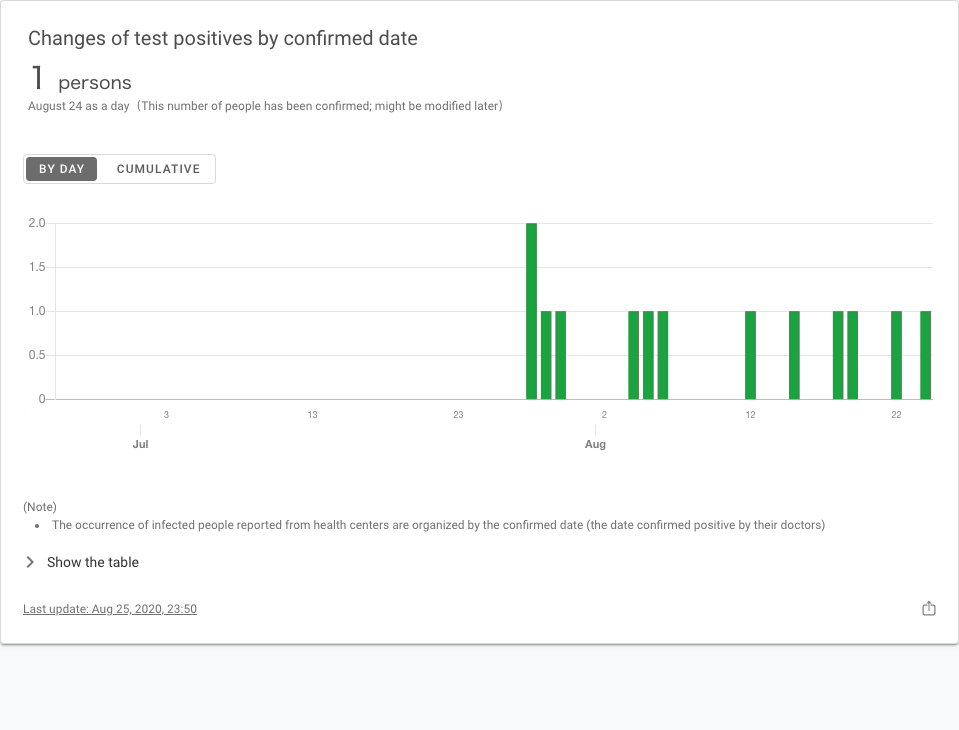 Changes of test positives by confirmed date
1 persons
August 24 as a day（This number of people has been confirmed; might be modified later）
BY DAY CUMULATIVE
2.0
1.5
1.0
0.5
0
3 13 23 2 12 22
Jul Aug
(Note)
• The occurrence of infected people reported from health centers are organized by the confirmed date (the date confirmed positive by their doctors)
Show the table
Last update: Aug 25, 2020, 23:50